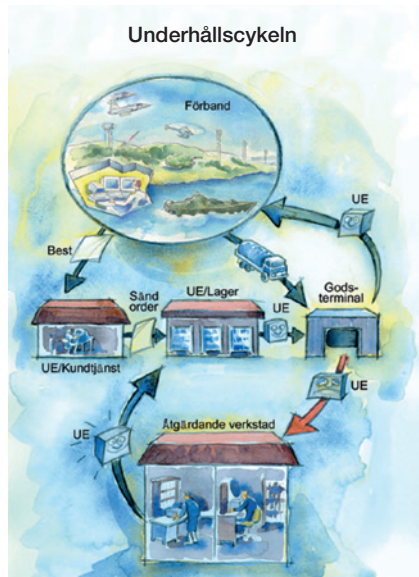 Underhållscykeln
Förband
UE
Best
Sänd
order
UE/Lager
UE
Gods-
terminal
UE/Kundtjänst
UE
UE
Åtgärdande verkstad